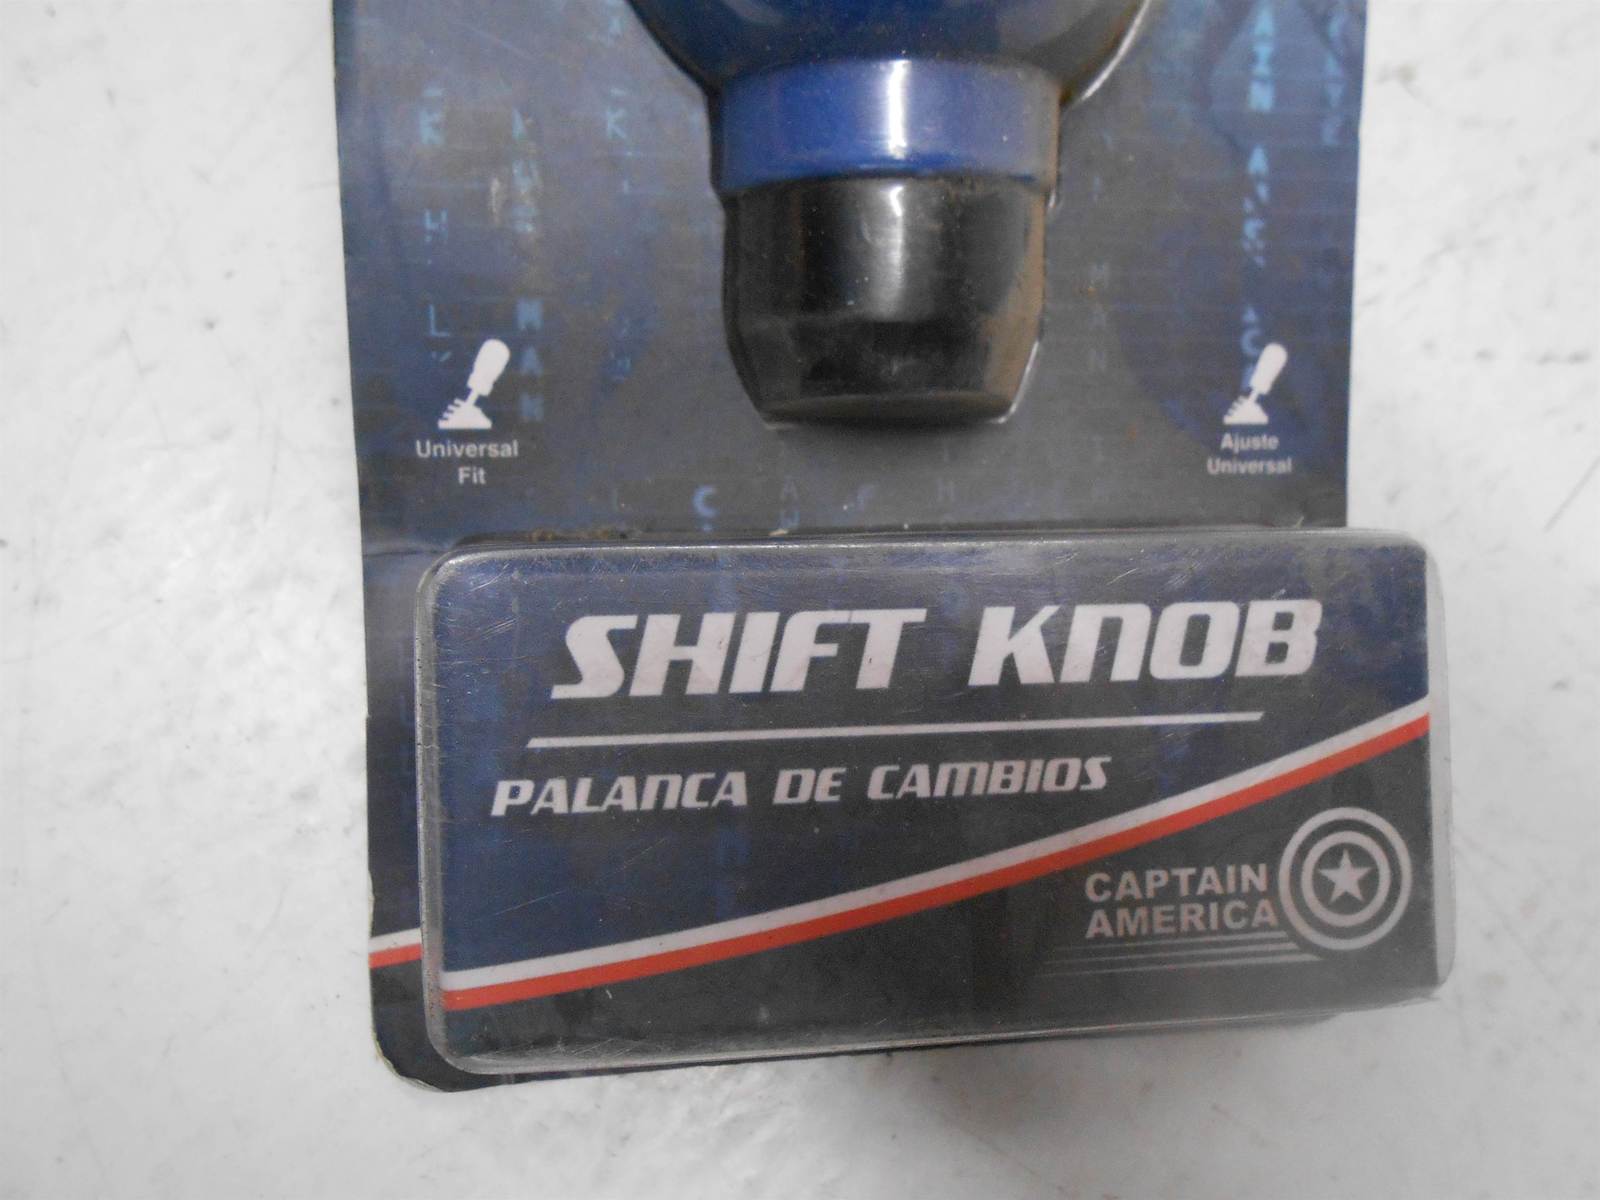 Universal
Fit
Ajuste
Universal
SHIFT KNOB
PALANCA DE CAMBIOS
CAPTAIN
AMERICA